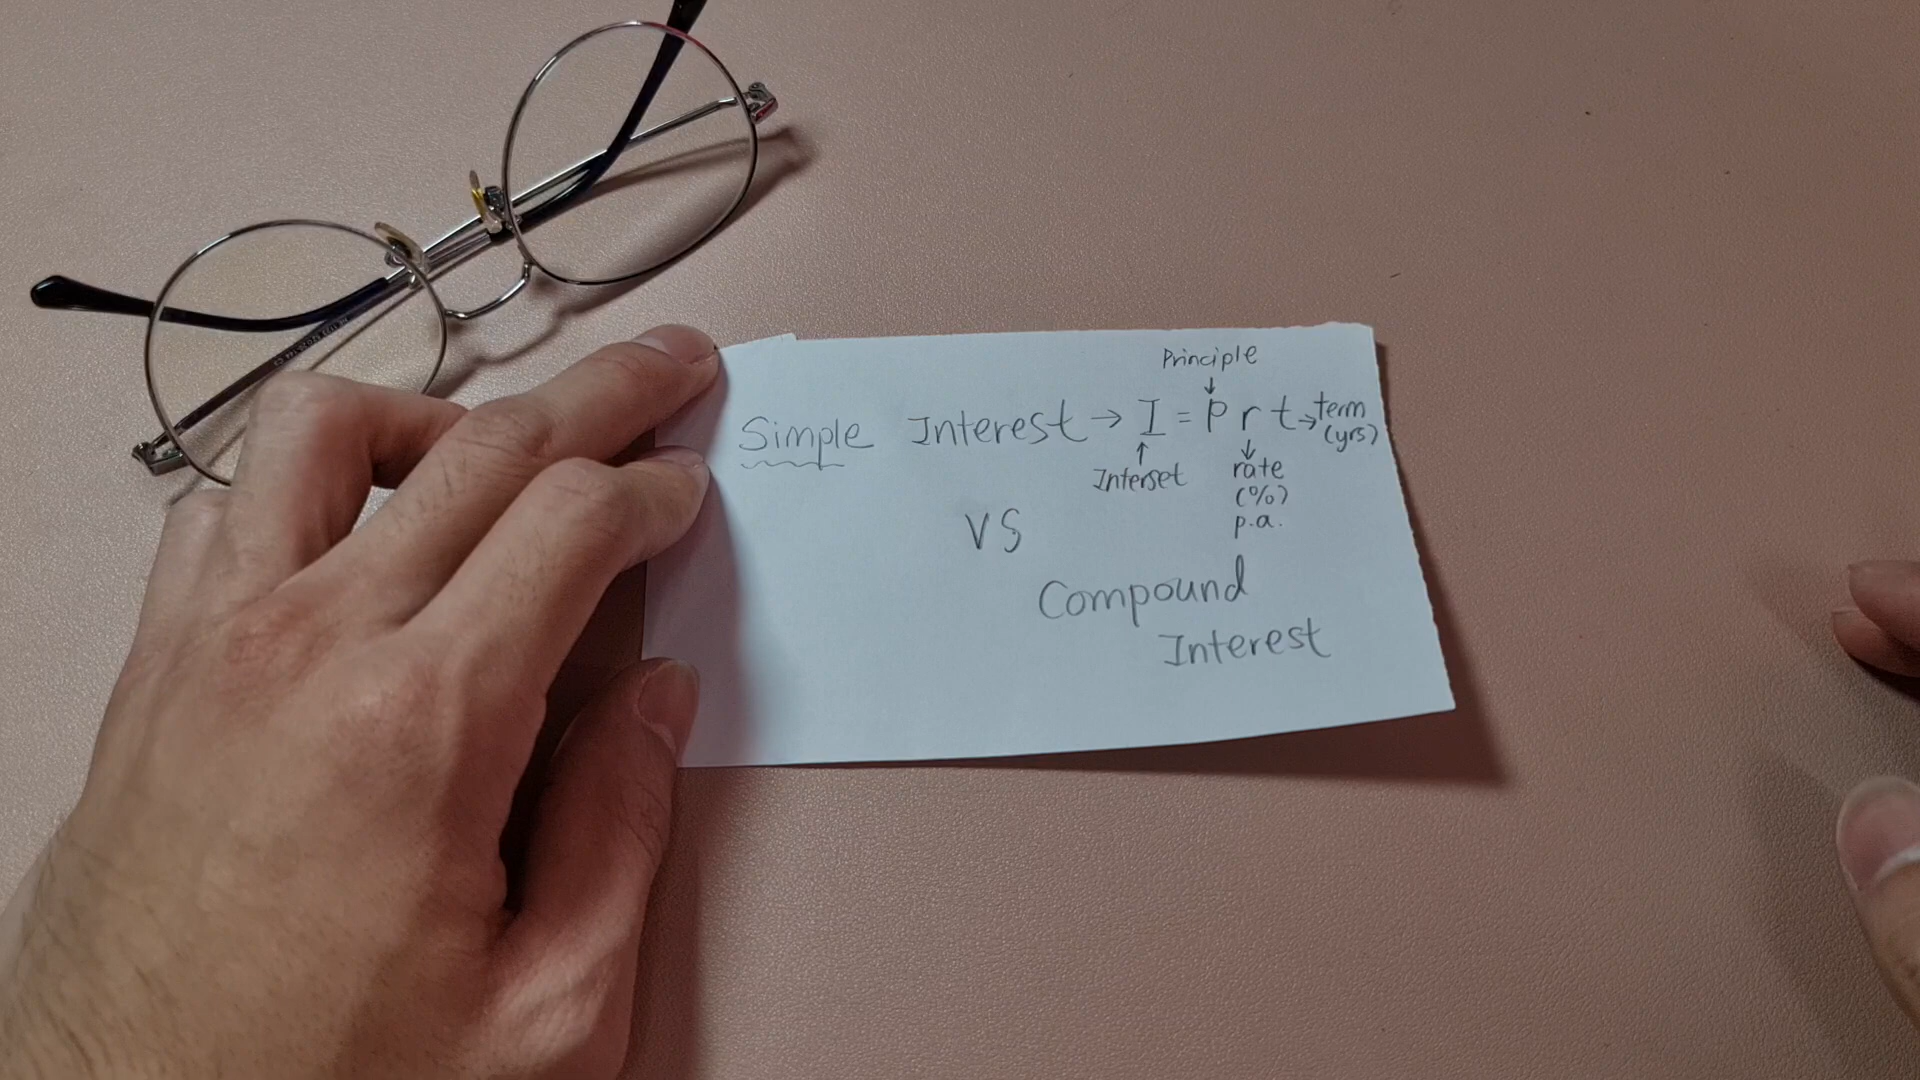 Principle
Simple Interest → I = P r t → term
(yrs)
Interset
rate
(%)
p.a.
VS
Compound
Interest